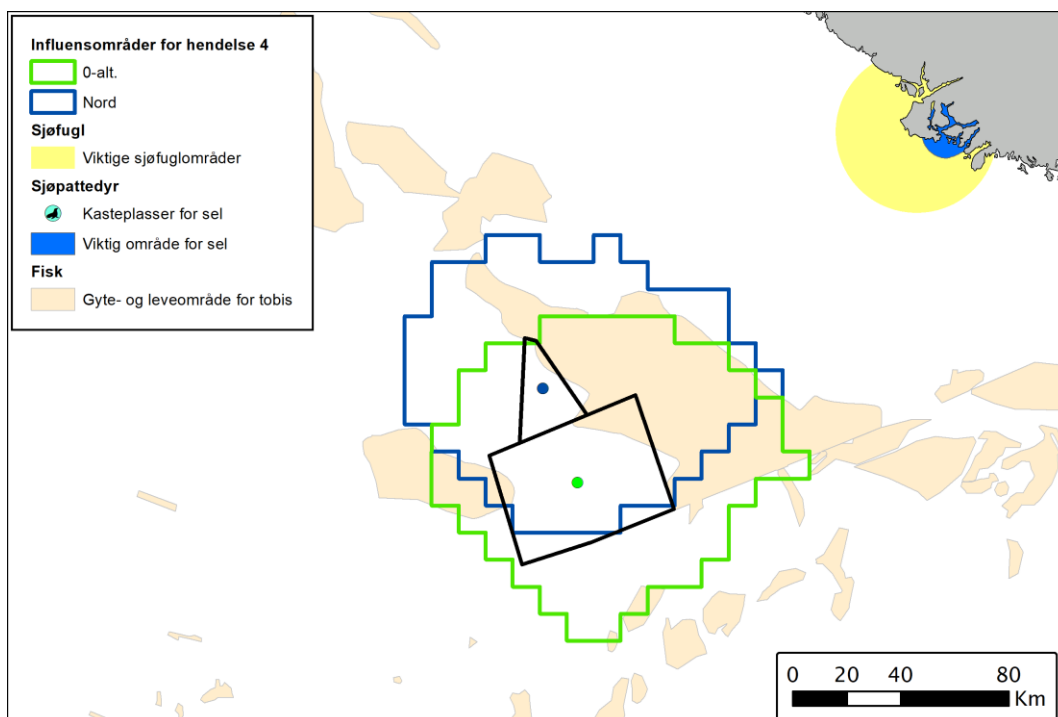 Influensområder for hendelse 4
0-alt.
Nord
Sjøfugl
Viktige sjøfuglområder
Sjøpattedyr
Kasteplasser for sel
Viktig område for sel
Fisk
Gyte- og leveområde for tobis
0 20 40 80
Km